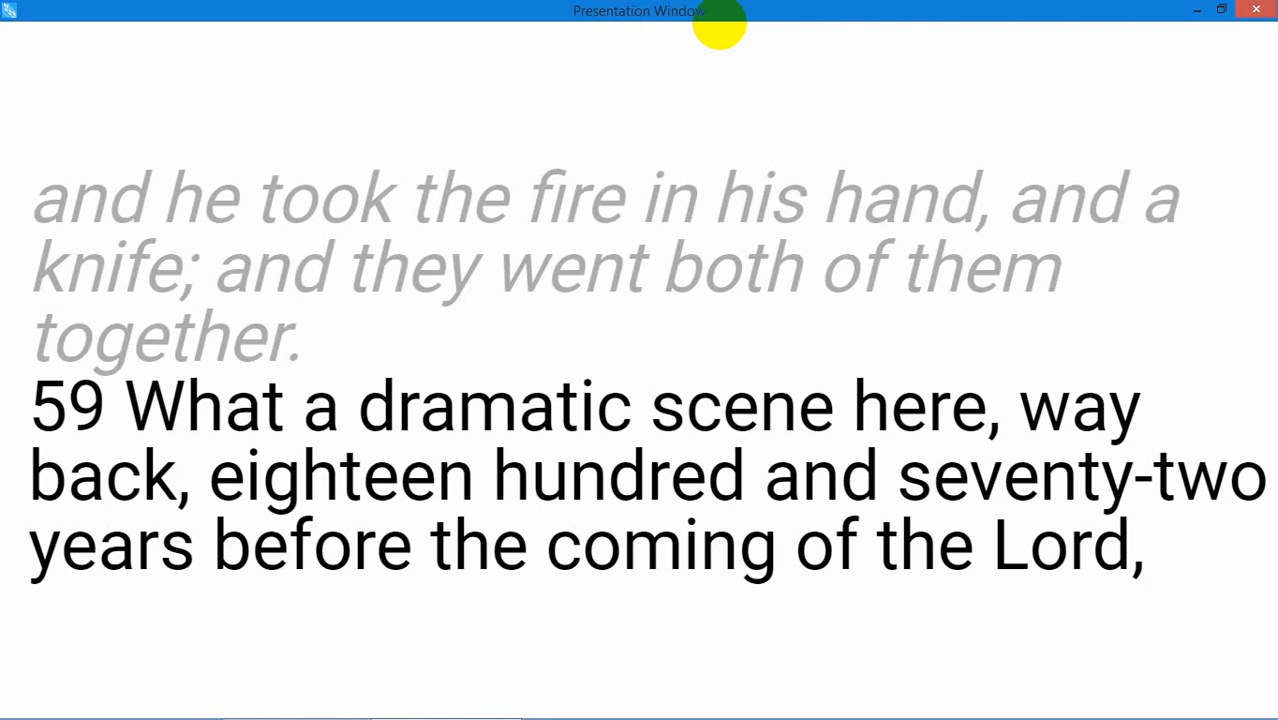 Presentation Window
and he took the fire in his hand, and a
knife; and they went both of them
together.
59 What a dramatic scene here, way
back, eighteen hundred and seventy-two
years before the coming of the Lord,